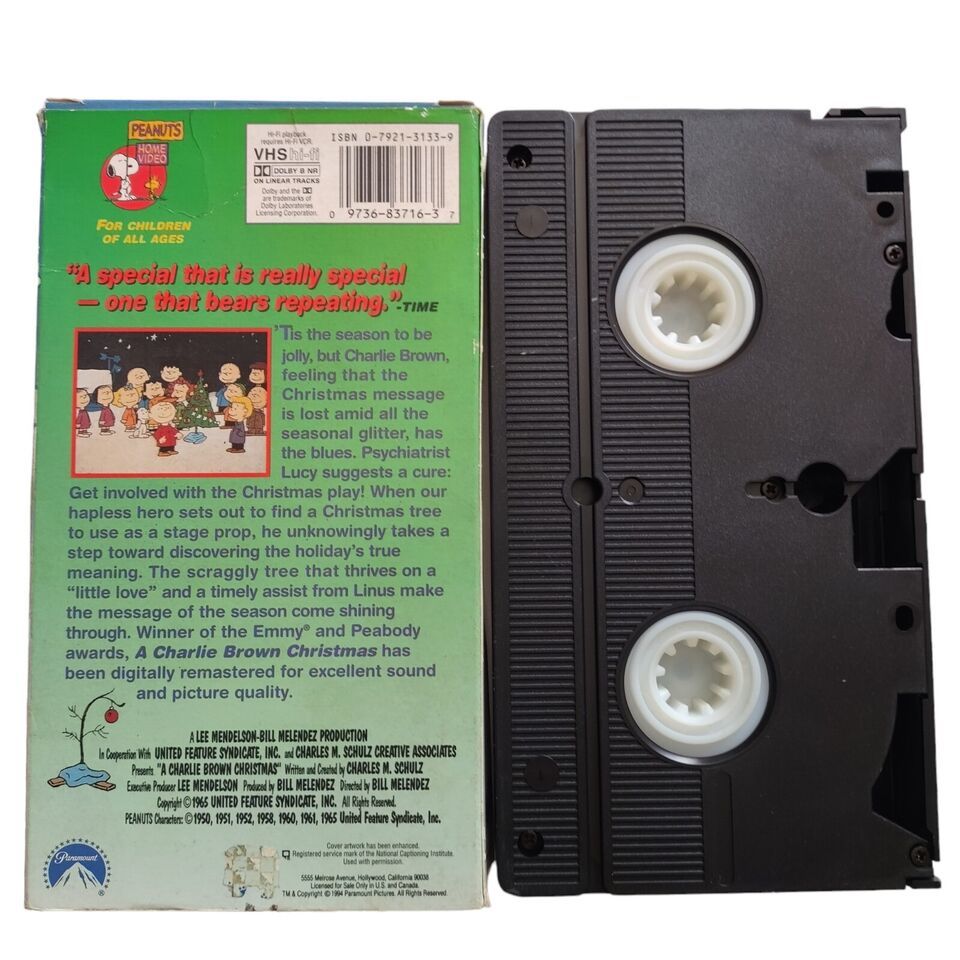 PEANUTS
HOME
VIDEO
FOR CHILDREN
OF ALL AGES
Hi-Fi playback
requires Hi-Fi VCR.
VHS hi-fi
DOLBY B NR
ON LINEAR TRACKS
Dolby and the
are trademarks of
Dolby Laboratories
Licensing Corporation.
ISBN 0-7921-3133-9
0 9736-83716-3 7
“A special that is really special
— one that bears repeating.” -TIME
’Tis the season to be
jolly, but Charlie Brown,
feeling that the
Christmas message
is lost amid all the
seasonal glitter, has
the blues. Psychiatrist
Lucy suggests a cure:
Get involved with the Christmas play! When our
hapless hero sets out to find a Christmas tree
to use as a stage prop, he unknowingly takes a
step toward discovering the holiday’s true
meaning. The scraggly tree that thrives on a
“little love” and a timely assist from Linus make
the message of the season come shining
through. Winner of the Emmy® and Peabody
awards, A Charlie Brown Christmas has
been digitally remastered for excellent sound
and picture quality.
A LEE MENDELSON-BILL MELENDEZ PRODUCTION
In Cooperation With UNITED FEATURE SYNDICATE, INC. and CHARLES M. SCHULZ CREATIVE ASSOCIATES
Presents "A CHARLIE BROWN CHRISTMAS" Written and Created by CHARLES M. SCHULZ
Executive Producer LEE MENDELSON Produced by BILL MELENDEZ Directed by BILL MELENDEZ
Copyright © 1965 UNITED FEATURE SYNDICATE, INC. All Rights Reserved.
PEANUTS Characters: © 1950, 1951, 1952, 1958, 1960, 1961, 1965 United Feature Syndicate, Inc.
Cover artwork has been enhanced.
Registered service mark of the National Captioning Institute.
Used with permission.
Paramount
5555 Melrose Avenue, Hollywood, California 90038
Licensed for Sale Only in U.S. and Canada.
TM & Copyright © 1994 Paramount Pictures. All Rights Reserved